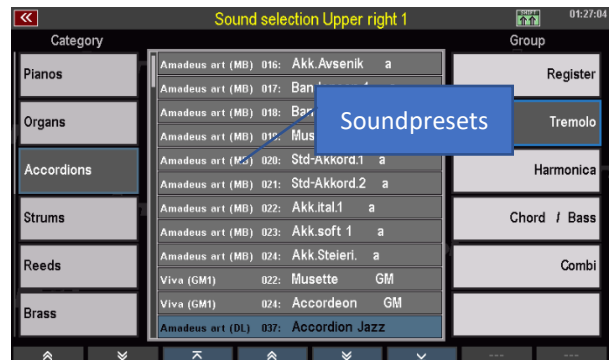 Sound selection Upper right 1
SHIFT
01:27:04
Category
Group
Pianos
Organs
Accordions
Strums
Reeds
Brass
Amadeus art (MB) 016: Akk.Avsenik a
Amadeus art (MB) 017:
Amadeus art (MB) 018:
Amadeus art (MB) 019: Mus
Amadeus art (MB) 020: Std-Akkord.1 a
Amadeus art (MB) 021: Std-Akkord.2 a
Amadeus art (MB) 022: Akk.ital.1 a
Amadeus art (MB) 023: Akk.soft 1 a
Amadeus art (MB) 024: Akk.Steieri. a
Viva (GM1) 022: Musette GM
Viva (GM1) 024: Accordeon GM
Amadeus art (DL) 037: Accordion Jazz
Soundpresets
Register
Tremolo
Harmonica
Chord / Bass
Combi
--- ---